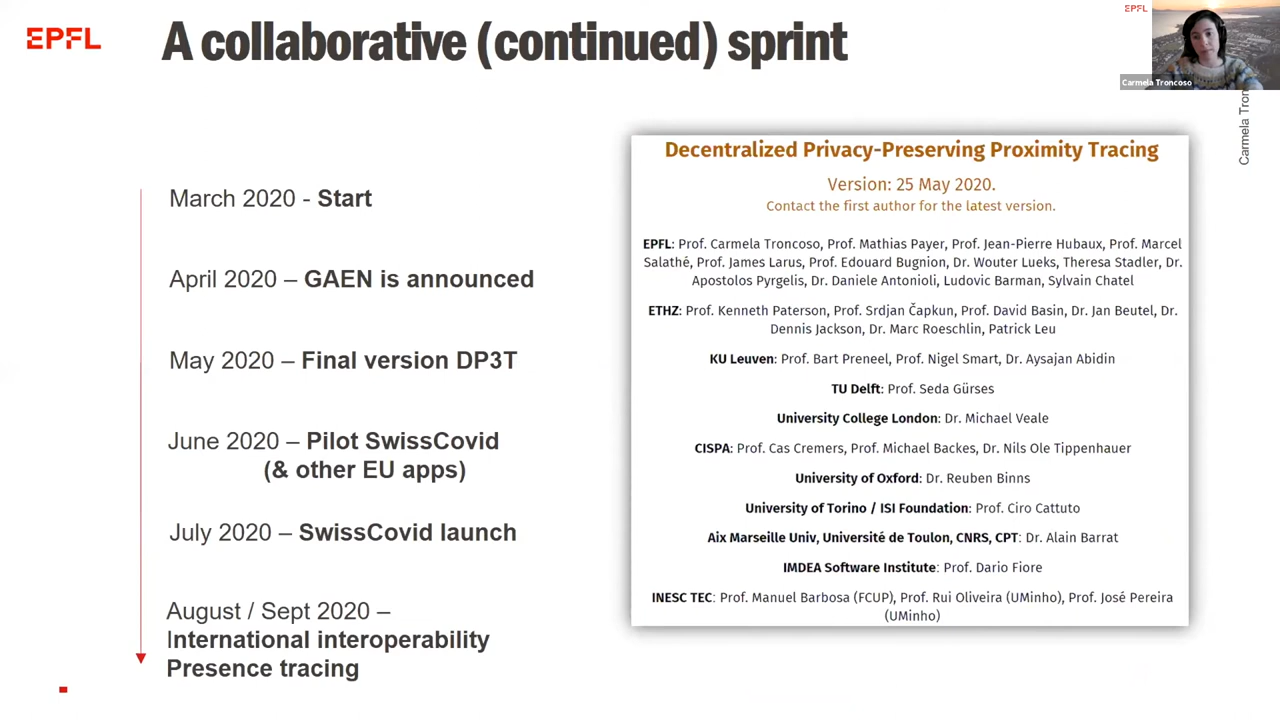 EPFL
A collaborative (continued) sprint
EPFL
Carmela Troncoso
Carmela Tron
March 2020 - Start
April 2020 – GAEN is announced
May 2020 – Final version DP3T
June 2020 – Pilot SwissCovid
(& other EU apps)
July 2020 – SwissCovid launch
August / Sept 2020 –
International interoperability
Presence tracing
Decentralized Privacy-Preserving Proximity Tracing
Version: 25 May 2020.
Contact the first author for the latest version.
EPFL: Prof. Carmela Troncoso, Prof. Mathias Payer, Prof. Jean-Pierre Hubaux, Prof. Marcel
Salathé, Prof. James Larus, Prof. Edouard Bugnion, Dr. Wouter Lueks, Theresa Stadler, Dr.
Apostolos Pyrgelis, Dr. Daniele Antonioli, Ludovic Barman, Sylvain Chatel
ETHZ: Prof. Kenneth Paterson, Prof. Srdjan Čapkun, Prof. David Basin, Dr. Jan Beutel, Dr.
Dennis Jackson, Dr. Marc Roeschlin, Patrick Leu
KU Leuven: Prof. Bart Preneel, Prof. Nigel Smart, Dr. Aysajan Abidin
TU Delft: Prof. Seda Gürses
University College London: Dr. Michael Veale
CISPA: Prof. Cas Cremers, Prof. Michael Backes, Dr. Nils Ole Tippenhauer
University of Oxford: Dr. Reuben Binns
University of Torino / ISI Foundation: Prof. Ciro Cattuto
Aix Marseille Univ, Université de Toulon, CNRS, CPT: Dr. Alain Barrat
IMDEA Software Institute: Prof. Dario Fiore
INESC TEC: Prof. Manuel Barbosa (FCUP), Prof. Rui Oliveira (UMinho), Prof. José Pereira
(UMinho)